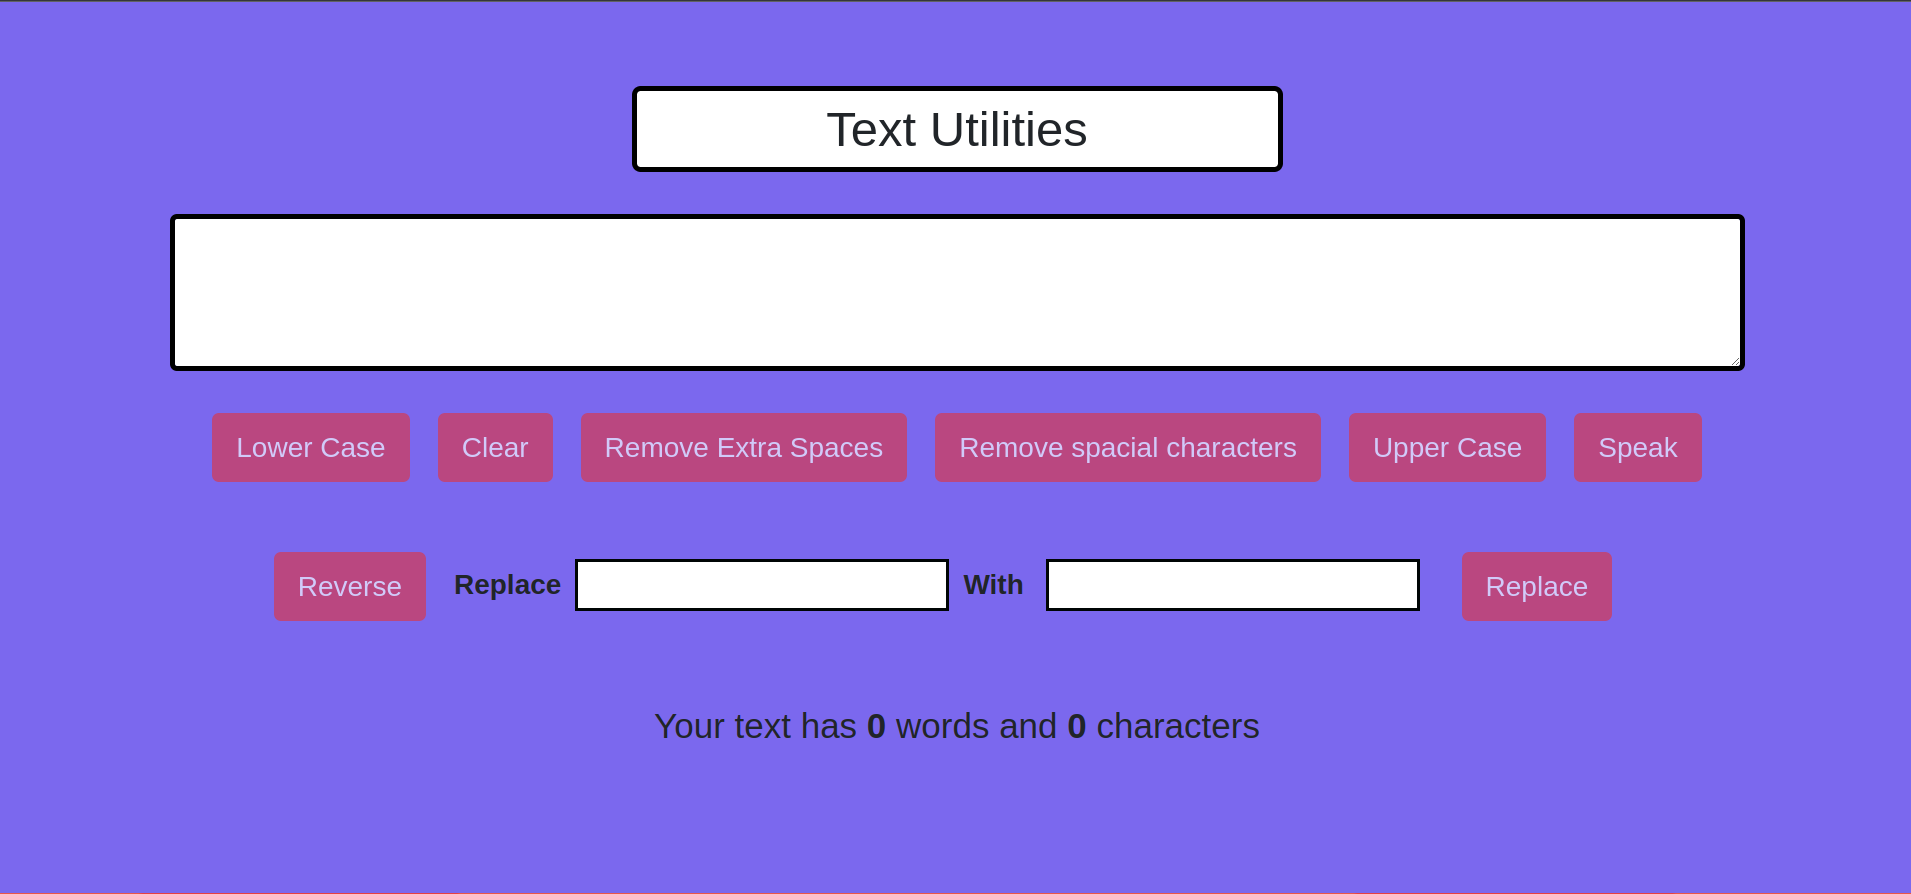 Text Utilities
Lower Case Clear Remove Extra Spaces Remove spacial characters Upper Case Speak
Reverse Replace With Replace
Your text has 0 words and 0 characters